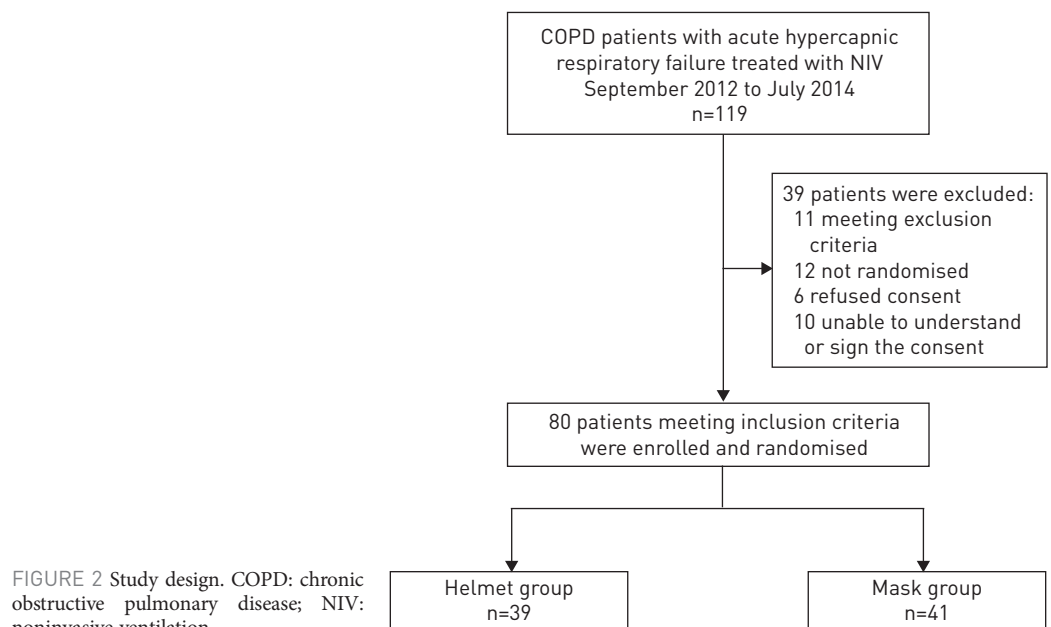 COPD patients with acute hypercapnic
respiratory failure treated with NIV
September 2012 to July 2014
n=119
39 patients were excluded:
11 meeting exclusion
criteria
12 not randomised
6 refused consent
10 unable to understand
or sign the consent
80 patients meeting inclusion criteria
were enrolled and randomised
Helmet group
n=39
Mask group
n=41
FIGURE 2 Study design. COPD: chronic
obstructive pulmonary disease; NIV:
noninvasive ventilation